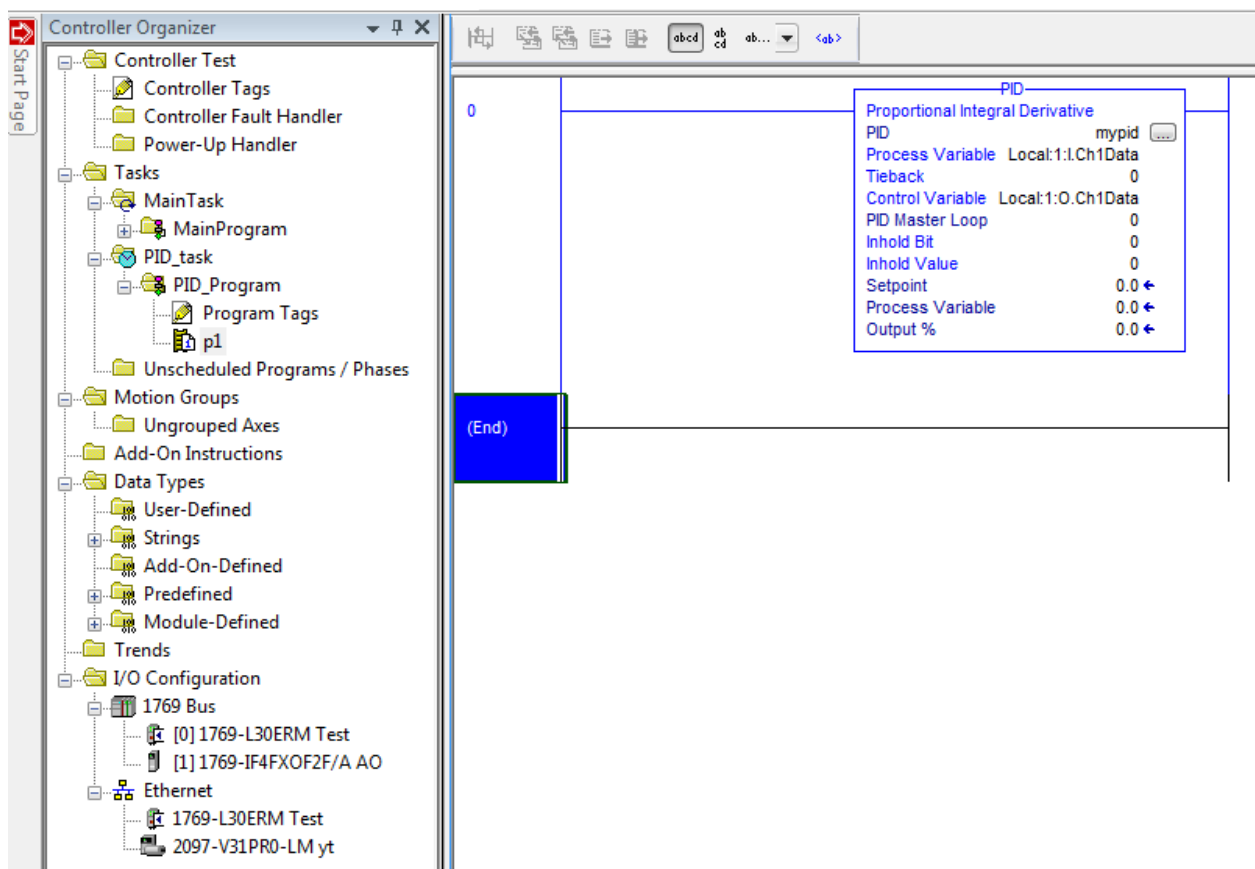 Start Page
Controller Organizer
Controller Test
Controller Tags
Controller Fault Handler
Power-Up Handler
Tasks
MainTask
MainProgram
PID_task
PID_Program
Program Tags
p1
Unscheduled Programs / Phases
Motion Groups
Ungrouped Axes
Add-On Instructions
Data Types
User-Defined
Strings
Add-On-Defined
Predefined
Module-Defined
Trends
I/O Configuration
1769 Bus
[0] 1769-L30ERM Test
[1] 1769-IF4FXOF2F/A AO
Ethernet
1769-L30ERM Test
2097-V31PR0-LM yt
abcd
ab
cd
ab...
<ab>
0
PID
Proportional Integral Derivative
PID mypid ...
Process Variable Local:1:I.Ch1Data
Tieback 0
Control Variable Local:1:O.Ch1Data
PID Master Loop 0
Inhold Bit 0
Inhold Value 0
Setpoint 0.0
Process Variable 0.0
Output % 0.0
(End)